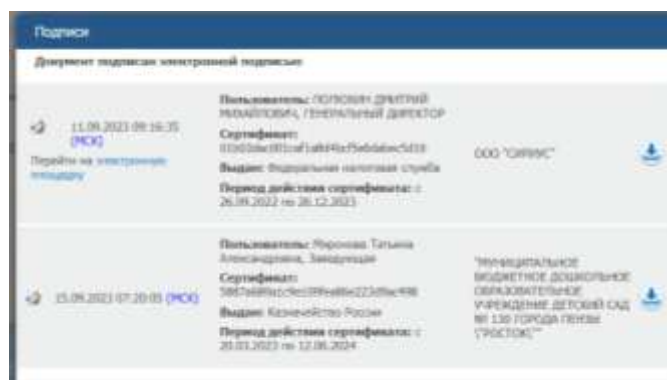 Подписи
Документ подписан электронной подписью
11.09.2023 09:16:35
(МСК)
Перейти на электронную
площадку
Пользователь: ДМИТРИЙ
МИХАЙЛОВИЧ, ГЕНЕРАЛЬНЫЙ ДИРЕКТОР
Сертификат:
Выдан: Федеральная налоговая служба
Период действия сертификата: с
26.09.2022 по 26.12.2023
ООО "СИРИУС"
15.09.2023 07:20:05 (МСК)
Пользователь: Миронова Татьяна
Александровна, Заведующая
Сертификат:
Выдан: Казначейство России
Период действия сертификата: с
20.03.2023 по 12.06.2024
"МУНИЦИПАЛЬНОЕ
БЮДЖЕТНОЕ ДОШКОЛЬНОЕ
ОБРАЗОВАТЕЛЬНОЕ
УЧРЕЖДЕНИЕ ДЕТСКИЙ САД
№ 130 ГОРОДА ПЕНЗЫ
\"РОСТОК\""